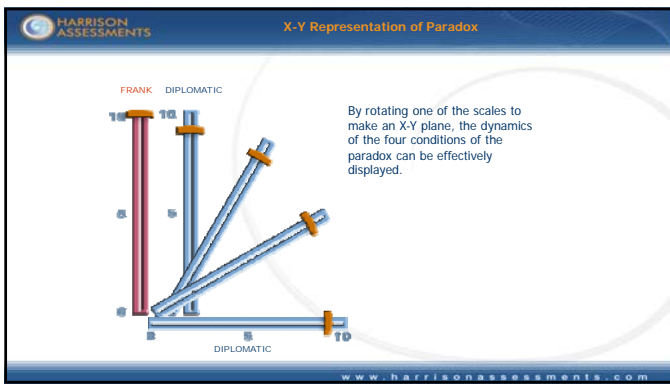 HARRISON
ASSESSMENTS
X-Y Representation of Paradox
FRANK DIPLOMATIC
10 10
By rotating one of the scales to
make an X-Y plane, the dynamics
of the four conditions of the
paradox can be effectively
displayed.
5 5
5 10
DIPLOMATIC
www.harrisonassessments.com